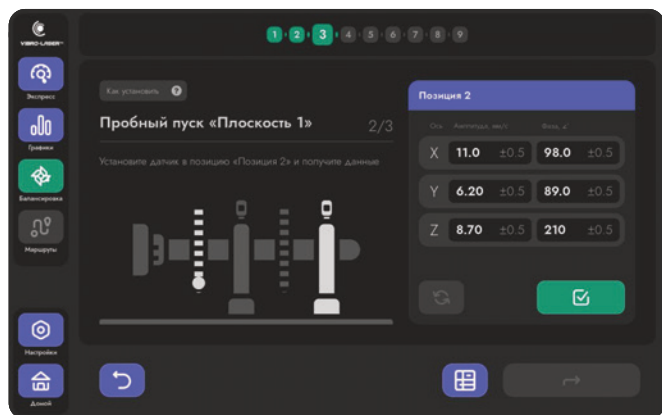 VIBRO-LASER™
1 2 3 4 5 6 7 8 9
Экспресс
Графики
Балансировка
Маршруты
Настройки
Домой
Как установить ?
Пробный пуск «Плоскость 1»
2/3
Установите датчик в позицию «Позиция 2» и получите данные
Позиция 2
Ось Амплитуда, мм/с Фаза, ∠°
X 11.0 ±0.5 98.0 ±0.5
Y 6.20 ±0.5 89.0 ±0.5
Z 8.70 ±0.5 210 ±0.5